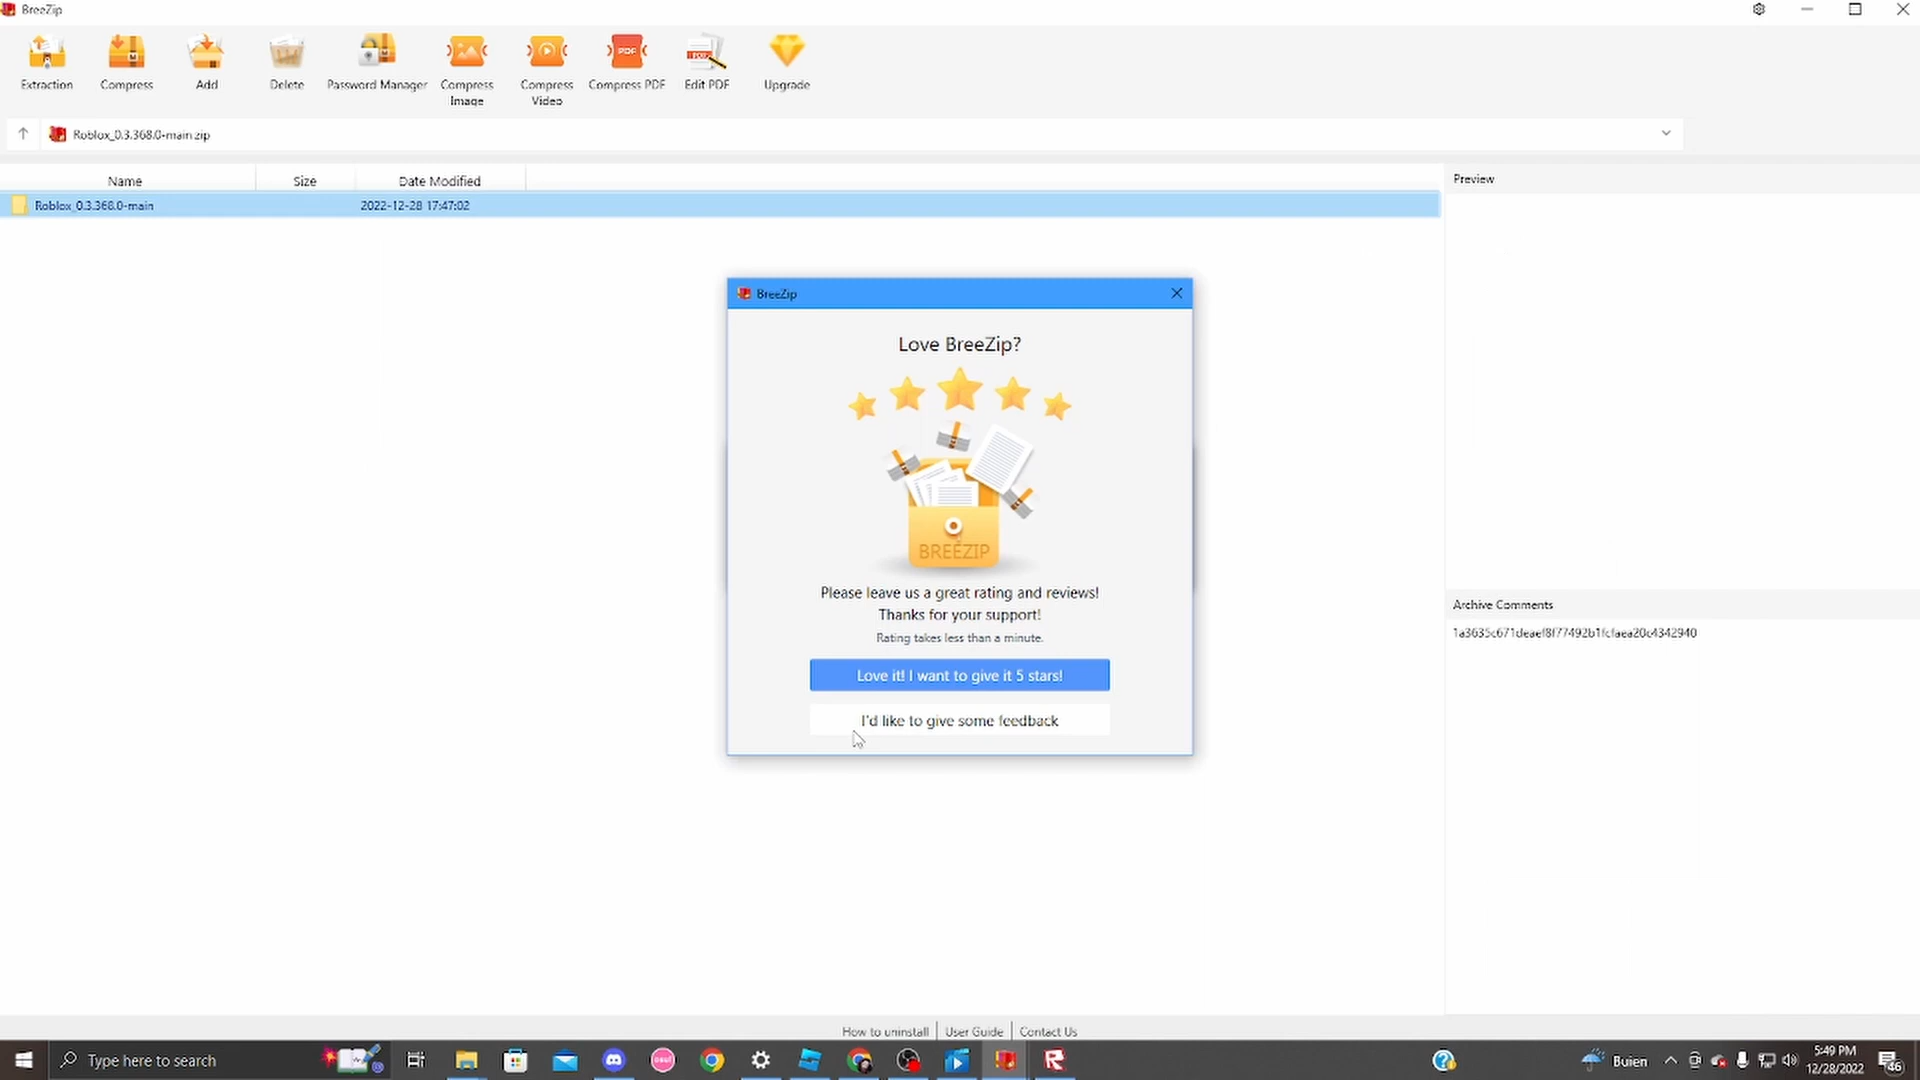 BreeZip
Extraction
Compress
Add
Delete
Password Manager
Compress Image
Compress Video
Compress PDF
Edit PDF
Upgrade
Roblox_0.3.368.0-main.zip
Name Size Date Modified
Roblox_0.3.368.0-main 2022-12-28 17:47:02
Preview
BreeZip
Love BreeZip?
BREEZIP
Please leave us a great rating and reviews!
Thanks for your support!
Rating takes less than a minute.
Love it! I want to give it 5 stars!
I'd like to give some feedback
Archive Comments
How to uninstall
User Guide
Contact Us
Type here to search
osu!
Buien
5:49 PM
12/28/2022
46